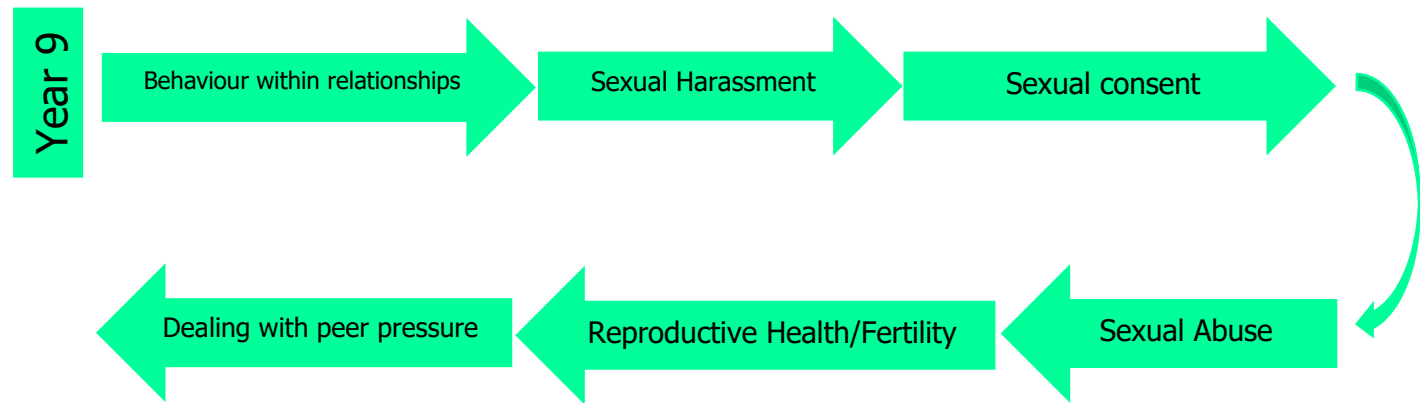 Year 9
Behaviour within relationships
Sexual Harassment
Sexual consent
Sexual Abuse
Reproductive Health/Fertility
Dealing with peer pressure